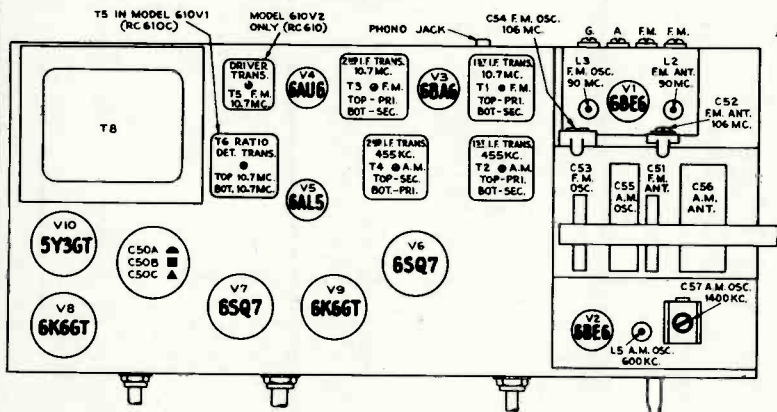 T5 IN MODEL 610V1
(RC610C)
MODEL 610V2
ONLY (RC610)
PHONO JACK
C54 F.M. OSC.
106 MC.
G. A F.M. F.M.
T8
DRIVER
TRANS.
T5 F.M.
10.7 MC.
V4
6AU6
2ND I.F. TRANS.
10.7 MC.
T3 F.M.
TOP-PRI.
BOT-SEC.
V3
6BA6
1ST I.F. TRANS.
10.7 MC.
T1 F.M.
TOP-PRI.
BOT-SEC.
L3
F.M. OSC.
90 MC.
V1
6BE6
L2
F.M. ANT.
90 MC.
C52
F.M. ANT.
106 MC.
T6 RATIO
DET. TRANS.
TOP 10.7 MC.
BOT. 10.7 MC.
V5
6AL5
2ND I.F. TRANS.
455 KC.
T4 A.M.
TOP-SEC.
BOT.-PRI.
1ST I.F. TRANS.
455 KC.
T2 A.M.
TOP-PRI.
BOT-SEC.
C53
F.M.
OSC.
C55
A.M.
OSC.
C51
F.M.
ANT.
C56
A.M.
ANT.
V10
5Y3GT
C50A
C50B
C50C
V6
6SQ7
V8
6K6GT
V7
6SQ7
V9
6K6GT
V2
6BE6
L5 A.M. OSC.
600 KC.
C57 A.M. OSC.
1400 KC.